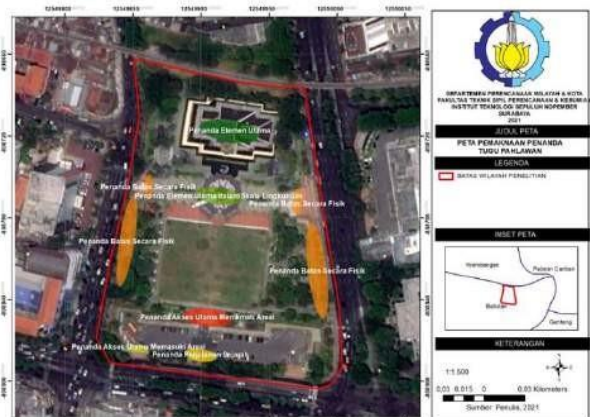 DEPARTEMEN PERENCANAAN WILAYAH & KOTA
FAKULTAS TEKNIK SIPIL PERENCANAAN & KEBUMIAN
INSTITUT TEKNOLOGI SEPULUH NOPEMBER
SURABAYA
2021
JUDUL PETA
PETA PEMAKNAAN PENANDA
TUGU PAHLAWAN
LEGENDA
BATAS WILAYAH PENELITIAN
INSET PETA
Krembangan
Pabean Cantian
Bubutan
Genteng
KETERANGAN
1:1.500
0,03 0,015 0 0,03 Kilometers
Sumber: Penulis, 2021
Penanda Elemen Utama
Penanda Batas Secara Fisik
Penanda Elemen utama dalam Skala Lingkungan
Penanda Batas Secara Fisik
Penanda Batas Secara Fisik
Penanda Batas Secara Fisik
Penanda Akses Utama Memasuki Areal
Penanda Akses Utama Memasuki Areal